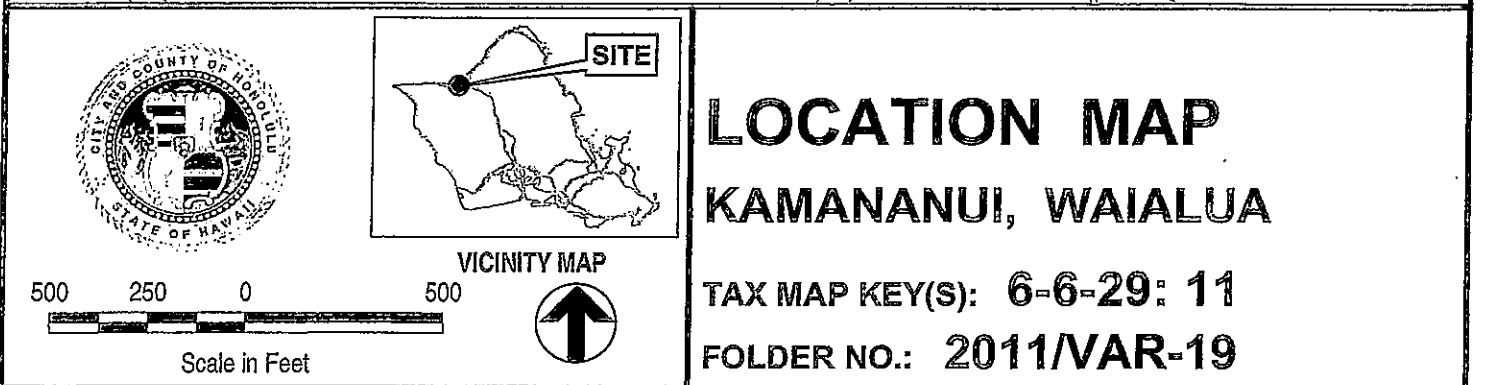 CITY AND COUNTY OF HONOLULU
STATE OF HAWAII
SITE
VICINITY MAP
500 250 0 500
Scale in Feet
LOCATION MAP
KAMANANUI, WAIALUA
TAX MAP KEY(S): 6-6-29: 11
FOLDER NO.: 2011/VAR-19